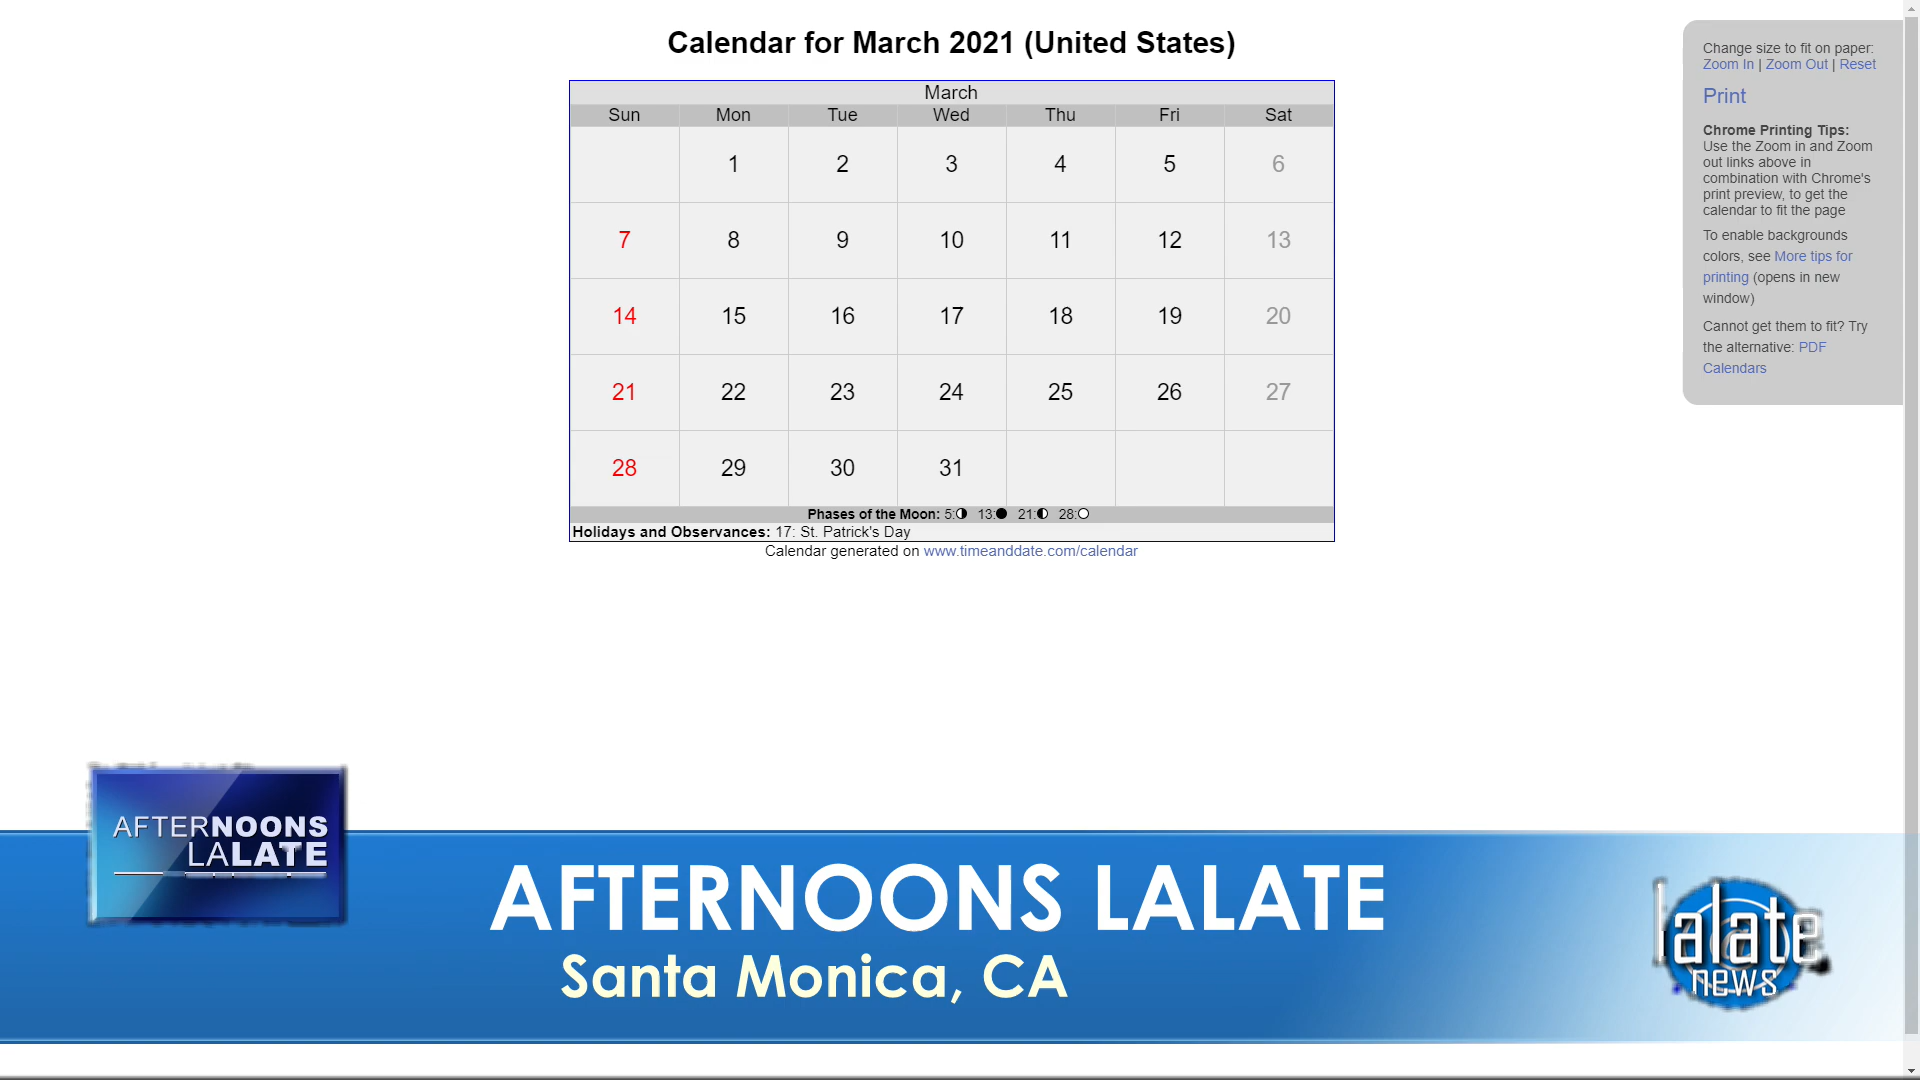 Calendar for March 2021 (United States)
March
Sun Mon Tue Wed Thu Fri Sat
1 2 3 4 5 6
7 8 9 10 11 12 13
14 15 16 17 18 19 20
21 22 23 24 25 26 27
28 29 30 31
Phases of the Moon: 5: 13: 21: 28:
Holidays and Observances: 17: St. Patrick's Day
Calendar generated on www.timeanddate.com/calendar
Change size to fit on paper:
Zoom In | Zoom Out | Reset
Print
Chrome Printing Tips:
Use the Zoom in and Zoom
out links above in
combination with Chrome's
print preview, to get the
calendar to fit the page
To enable backgrounds
colors, see More tips for
printing (opens in new
window)
Cannot get them to fit? Try
the alternative: PDF
Calendars
AFTERNOONS
LALATE
AFTERNOONS LALATE
Santa Monica, CA
lalate
news